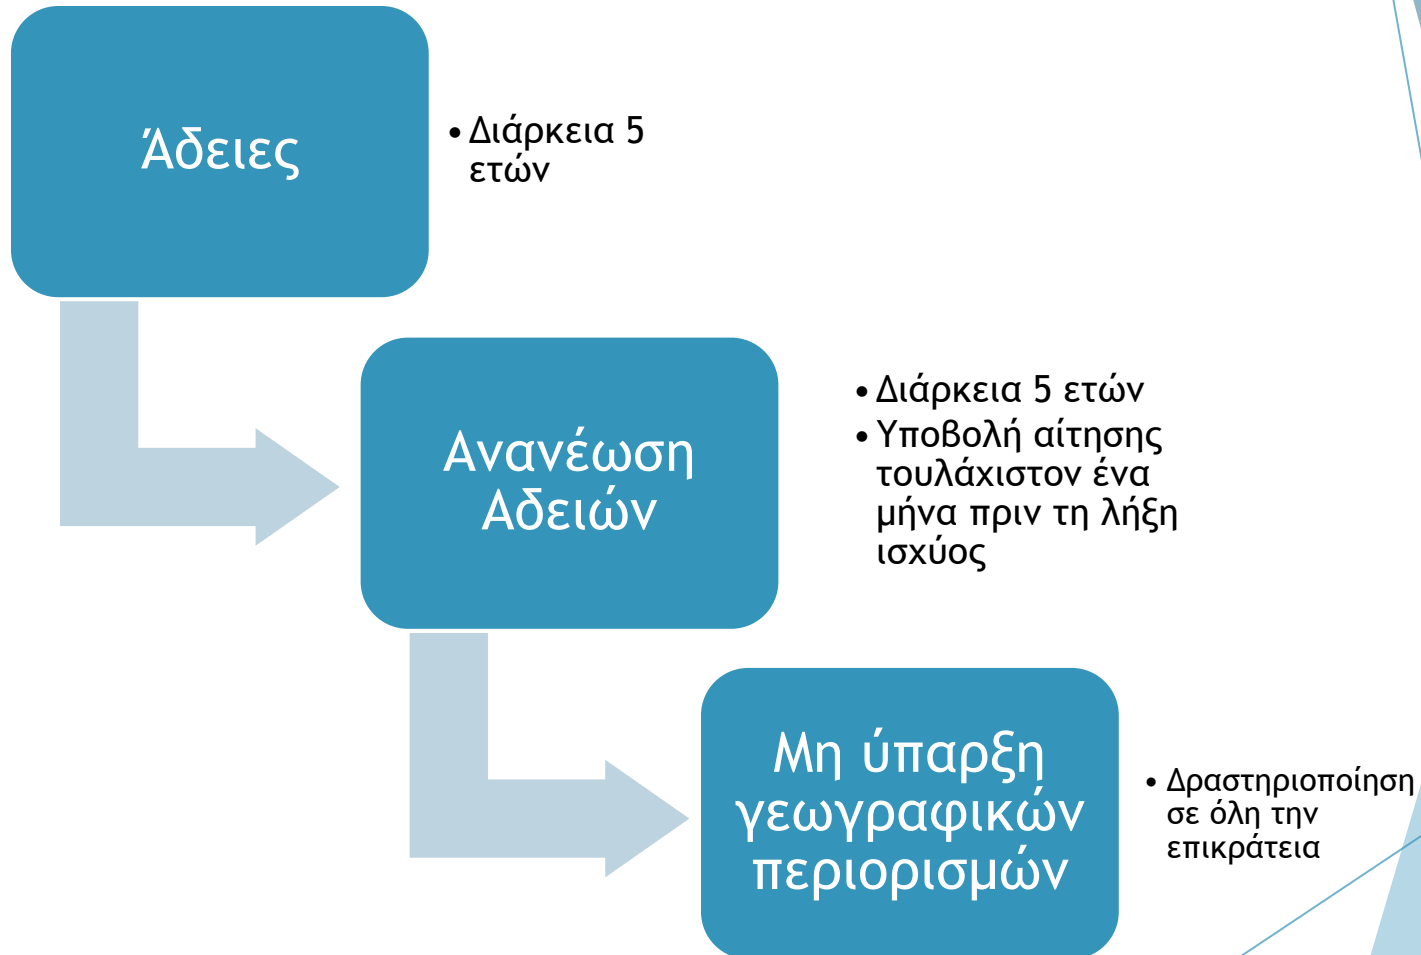 Άδειες
• Διάρκεια 5
ετών
Ανανέωση
Αδειών
• Διάρκεια 5 ετών
• Υποβολή αίτησης
τουλάχιστον ένα
μήνα πριν τη λήξη
ισχύος
Μη ύπαρξη
γεωγραφικών
περιορισμών
• Δραστηριοποίηση
σε όλη την
επικράτεια